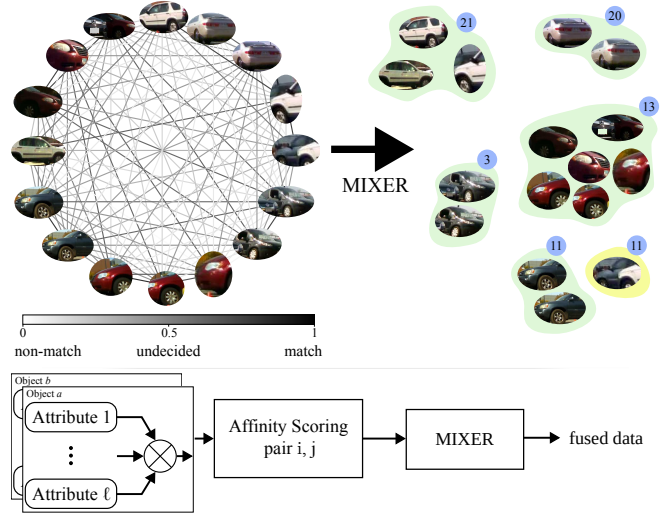 21
20
13
3
MIXER
11
11
0
0.5
1
non-match
undecided
match
Object b
Object a
Attribute 1
Attribute ℓ
Affinity Scoring
pair i, j
MIXER
fused data